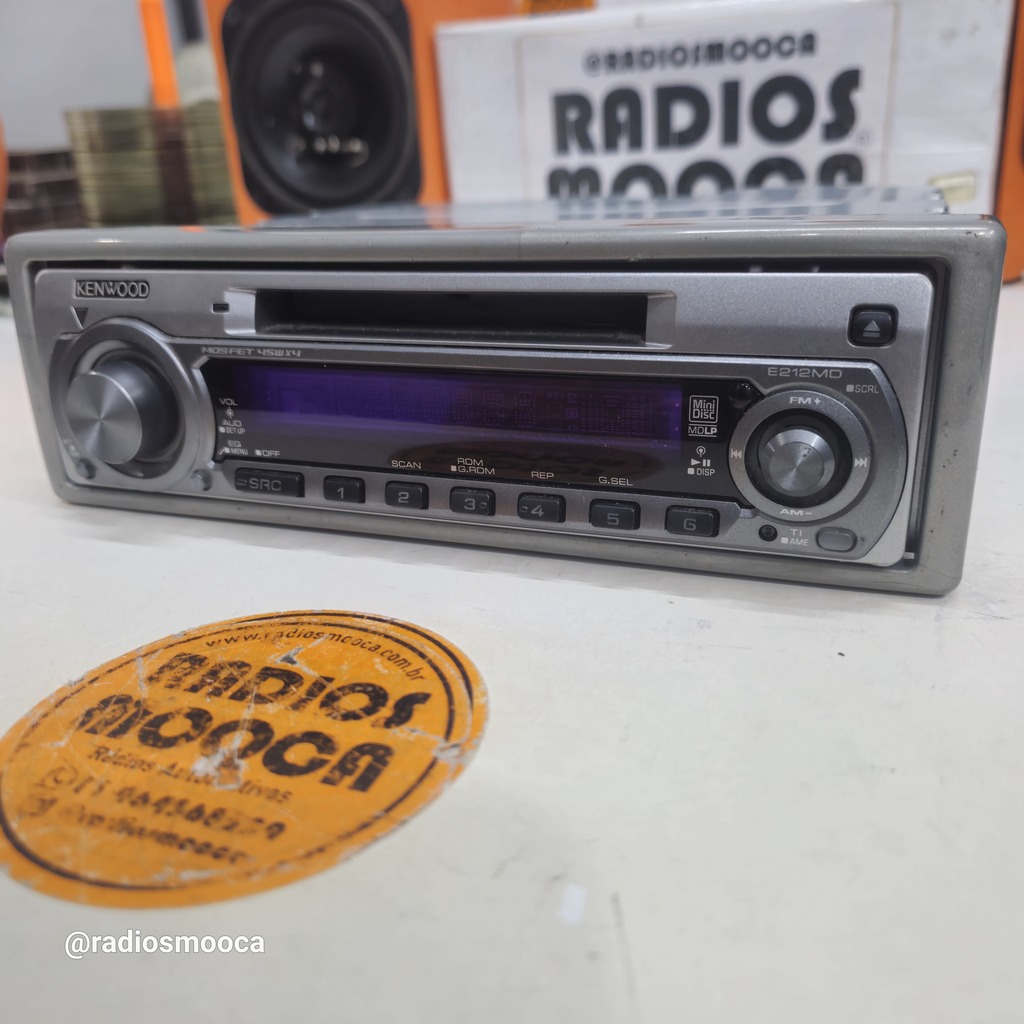 @RADIOSMOOCA
RADIOS
MOOCA
KENWOOD
MOSFET 45W X4
E212MD
SCRL
VOL
AUD
SET UP
EQ
MENU
OFF
Mini
Disc
MDLP
FM+
DISP
AM-
SCAN
RDM
G.RDM
REP
G.SEL
SRC
1
2
3
4
5
6
TI
AME
www.radiosmooca.com.br
RADIOS
MOOCA
@radiosmooca